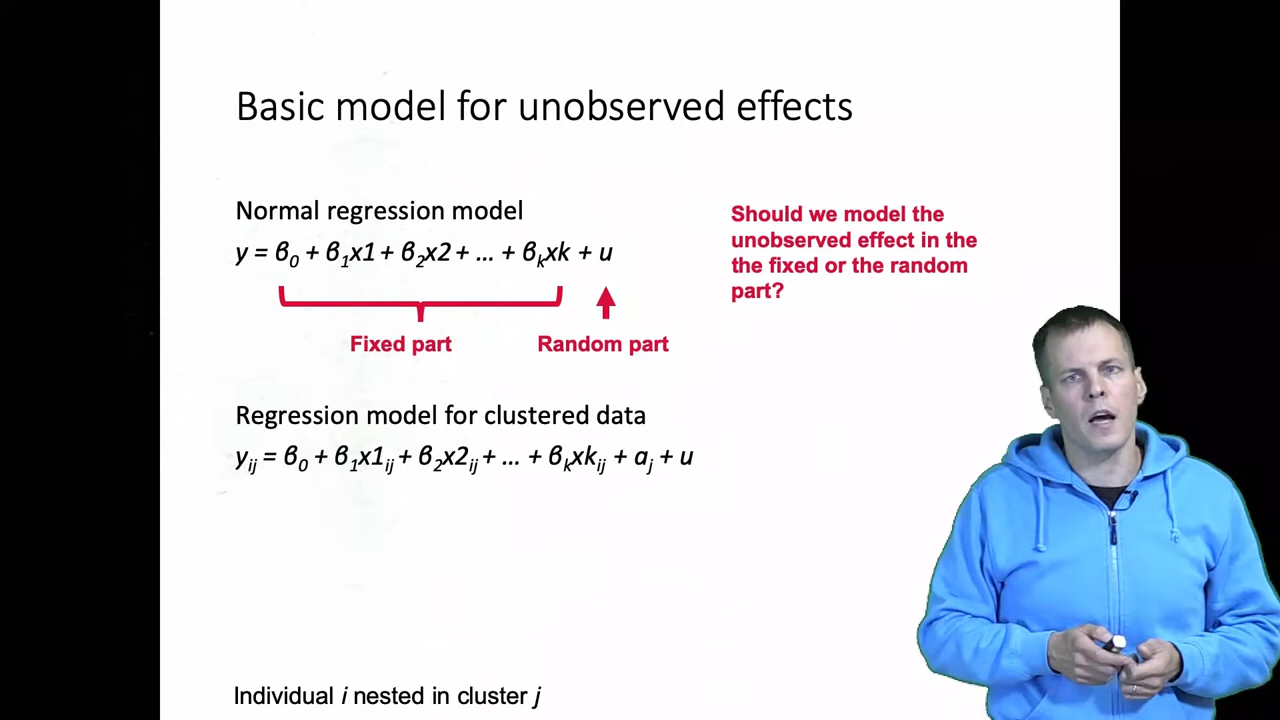 Basic model for unobserved effects
Normal regression model
y = β₀ + β₁x1 + β₂x2 + ... + βₖxk + u
Fixed part
Random part
Should we model the
unobserved effect in the
the fixed or the random
part?
Regression model for clustered data
yᵢⱼ = β₀ + β₁x1ᵢⱼ + β₂x2ᵢⱼ + ... + βₖxkᵢⱼ + aⱼ + u
Individual i nested in cluster j